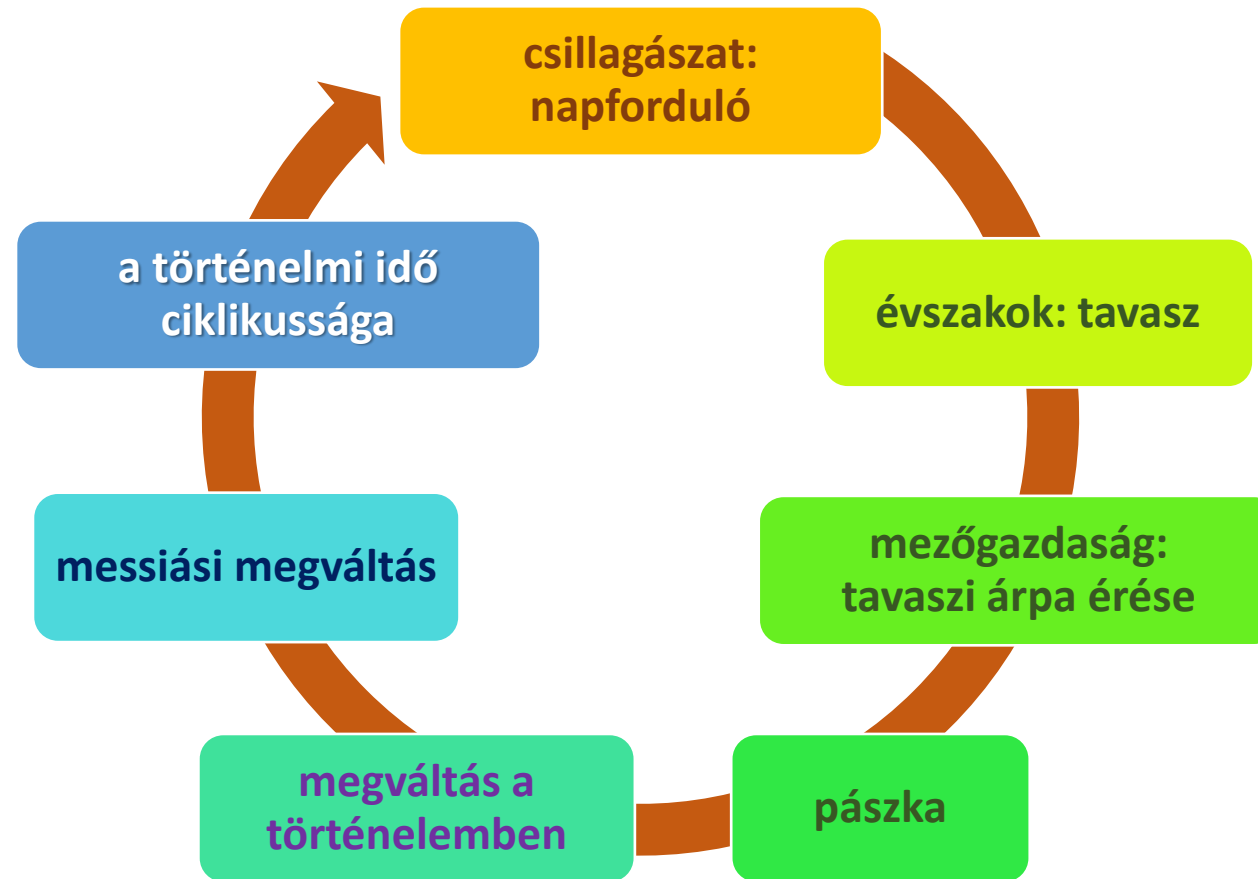 csillagászat:
napforduló
évszakok: tavasz
mezőgazdaság:
tavaszi árpa érése
pászka
megváltás a
történelemben
messiási megváltás
a történelmi idő
ciklikussága